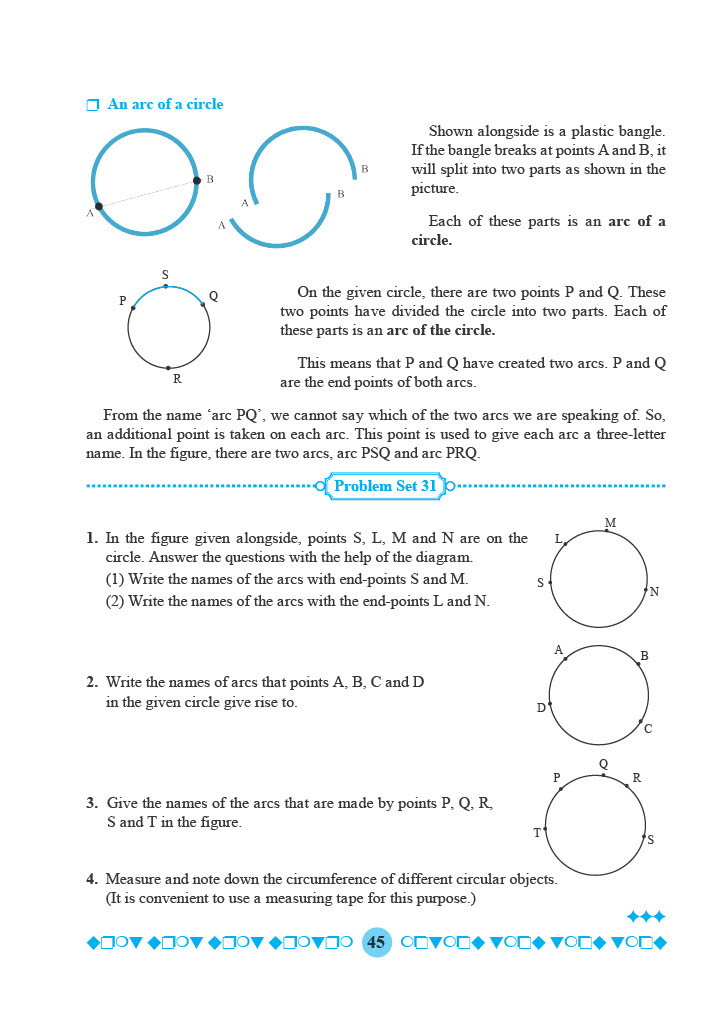 ❒ An arc of a circle
A
B
A
B
A
B
Shown alongside is a plastic bangle.
If the bangle breaks at points A and B, it
will split into two parts as shown in the
picture.
Each of these parts is an arc of a
circle.
S
P
Q
R
On the given circle, there are two points P and Q. These
two points have divided the circle into two parts. Each of
these parts is an arc of the circle.
This means that P and Q have created two arcs. P and Q
are the end points of both arcs.
From the name ‘arc PQ’, we cannot say which of the two arcs we are speaking of. So,
an additional point is taken on each arc. This point is used to give each arc a three-letter
name. In the figure, there are two arcs, arc PSQ and arc PRQ.
Problem Set 31
1. In the figure given alongside, points S, L, M and N are on the
circle. Answer the questions with the help of the diagram.
(1) Write the names of the arcs with end-points S and M.
(2) Write the names of the arcs with the end-points L and N.
M
L
S
N
2. Write the names of arcs that points A, B, C and D
in the given circle give rise to.
A
B
D
C
3. Give the names of the arcs that are made by points P, Q, R,
S and T in the figure.
Q
P
R
T
S
4. Measure and note down the circumference of different circular objects.
(It is convenient to use a measuring tape for this purpose.)
45